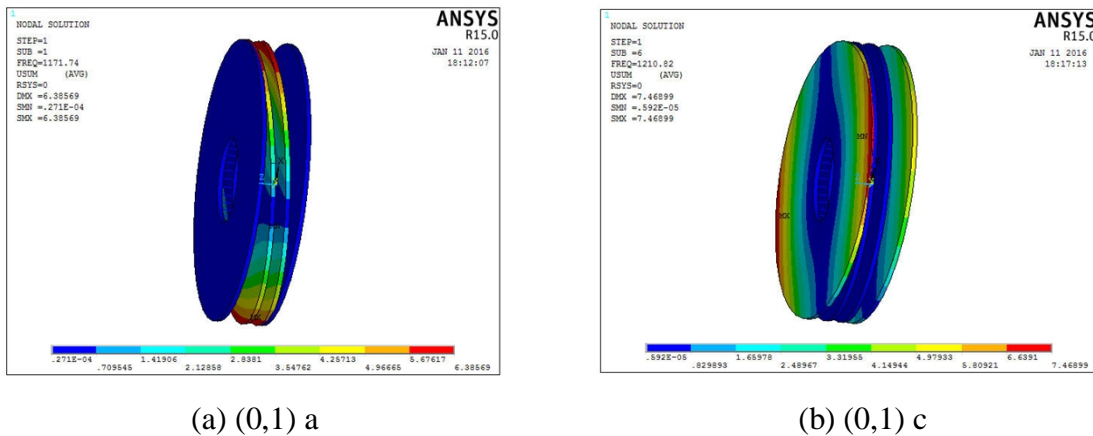 1
NODAL SOLUTION
STEP=1
SUB =1
FREQ=1171.74
USUM (AVG)
RSYS=0
DMX =6.38569
SMN =.271E-04
SMX =6.38569
ANSYS
R15.0
JAN 11 2016
18:12:07
X
Z
MX
.271E-04 1.41906 2.8381 4.25713 5.67617
.709545 2.12858 3.54762 4.96665 6.38569
(a) (0,1) a
1
NODAL SOLUTION
STEP=1
SUB =6
FREQ=1210.82
USUM (AVG)
RSYS=0
DMX =7.46899
SMN =.592E-05
SMX =7.46899
ANSYS
R15.0
JAN 11 2016
18:17:13
MN
MX
.592E-05 1.65978 3.31955 4.97933 6.6391
.829893 2.48967 4.14944 5.80921 7.46899
(b) (0,1) c